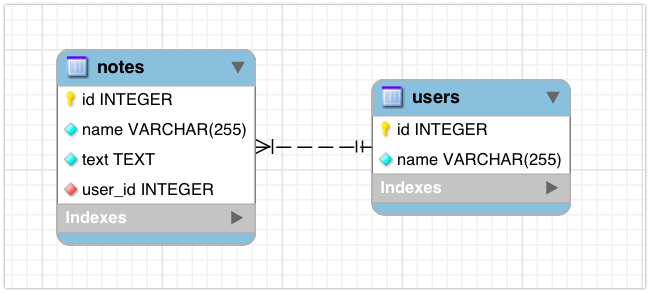 notes
id INTEGER
name VARCHAR(255)
text TEXT
user_id INTEGER
Indexes
users
id INTEGER
name VARCHAR(255)
Indexes